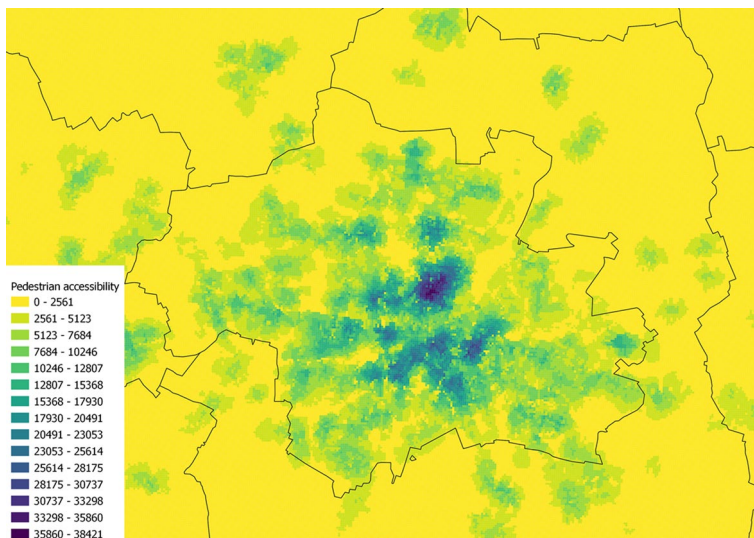 Pedestrian accessibility
0 - 2561
2561 - 5123
5123 - 7684
7684 - 10246
10246 - 12807
12807 - 15368
15368 - 17930
17930 - 20491
20491 - 23053
23053 - 25614
25614 - 28175
28175 - 30737
30737 - 33298
33298 - 35860
35860 - 38421